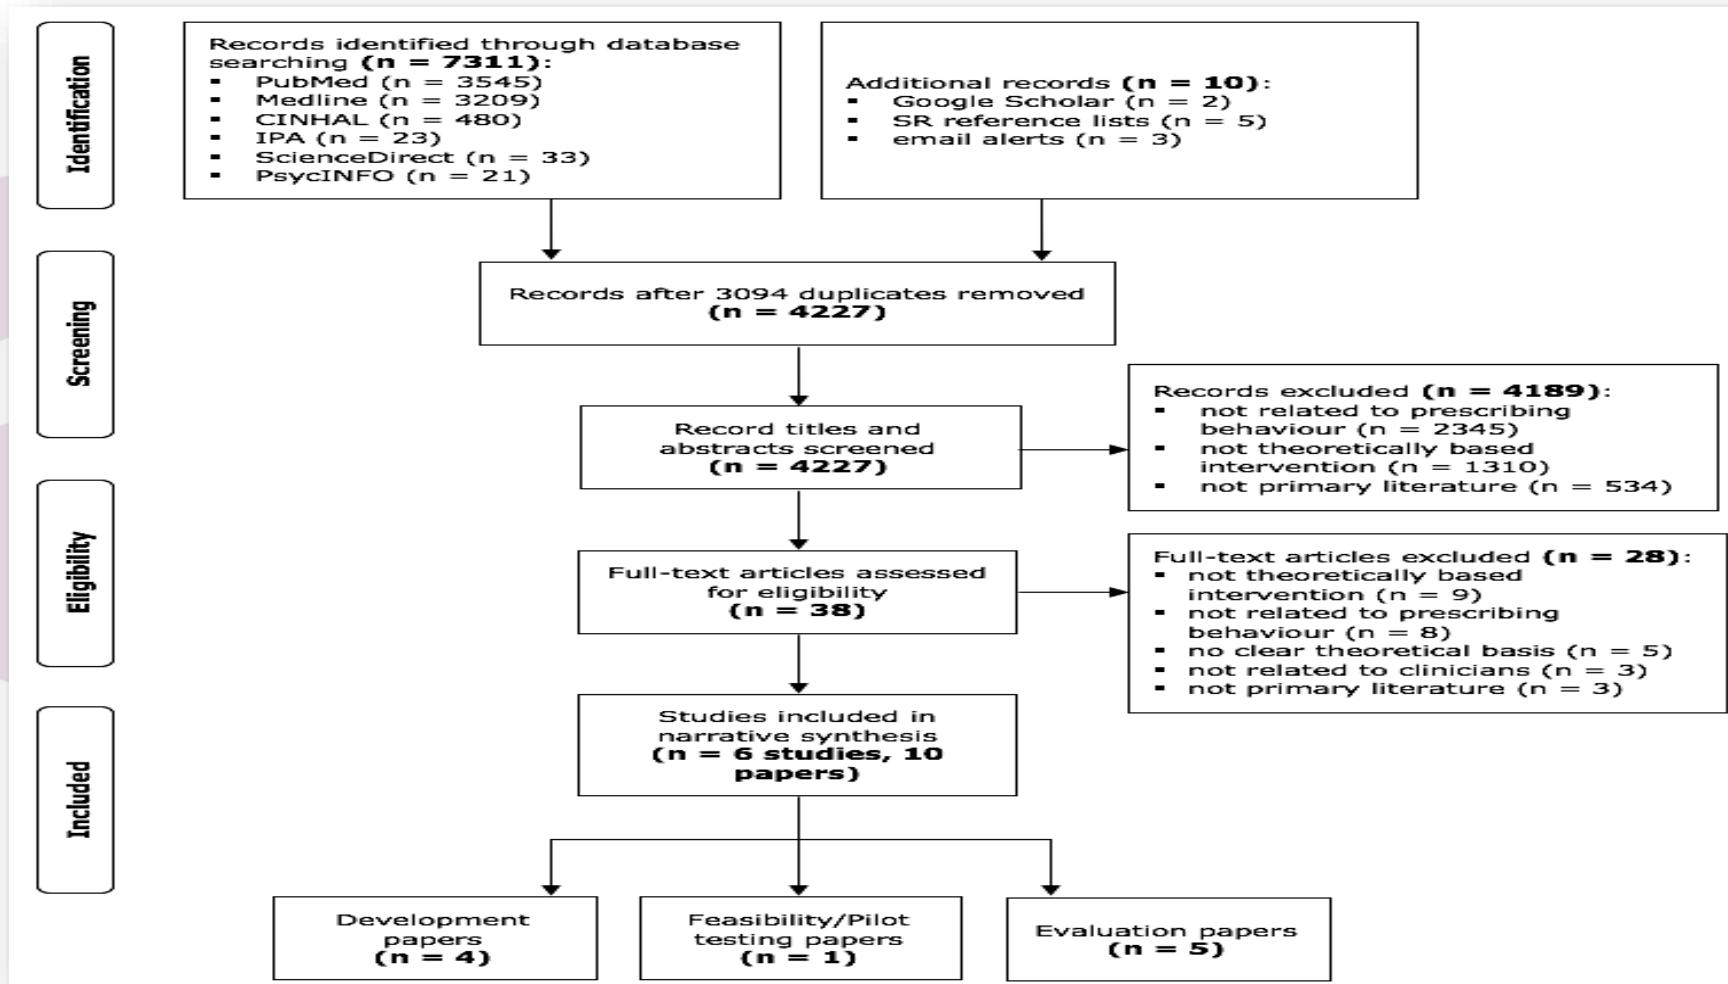 Identification
Records identified through database
searching (n = 7311):
▪ PubMed (n = 3545)
▪ Medline (n = 3209)
▪ CINHAL (n = 480)
▪ IPA (n = 23)
▪ ScienceDirect (n = 33)
▪ PsycINFO (n = 21)
Additional records (n = 10):
▪ Google Scholar (n = 2)
▪ SR reference lists (n = 5)
▪ email alerts (n = 3)
Screening
Records after 3094 duplicates removed
(n = 4227)
Record titles and
abstracts screened
(n = 4227)
Records excluded (n = 4189):
▪ not related to prescribing
behaviour (n = 2345)
▪ not theoretically based
intervention (n = 1310)
▪ not primary literature (n = 534)
Eligibility
Full-text articles assessed
for eligibility
(n = 38)
Full-text articles excluded (n = 28):
▪ not theoretically based
intervention (n = 9)
▪ not related to prescribing
behaviour (n = 8)
▪ no clear theoretical basis (n = 5)
▪ not related to clinicians (n = 3)
▪ not primary literature (n = 3)
Included
Studies included in
narrative synthesis
(n = 6 studies, 10
papers)
Development
papers
(n = 4)
Feasibility/Pilot
testing papers
(n = 1)
Evaluation papers
(n = 5)